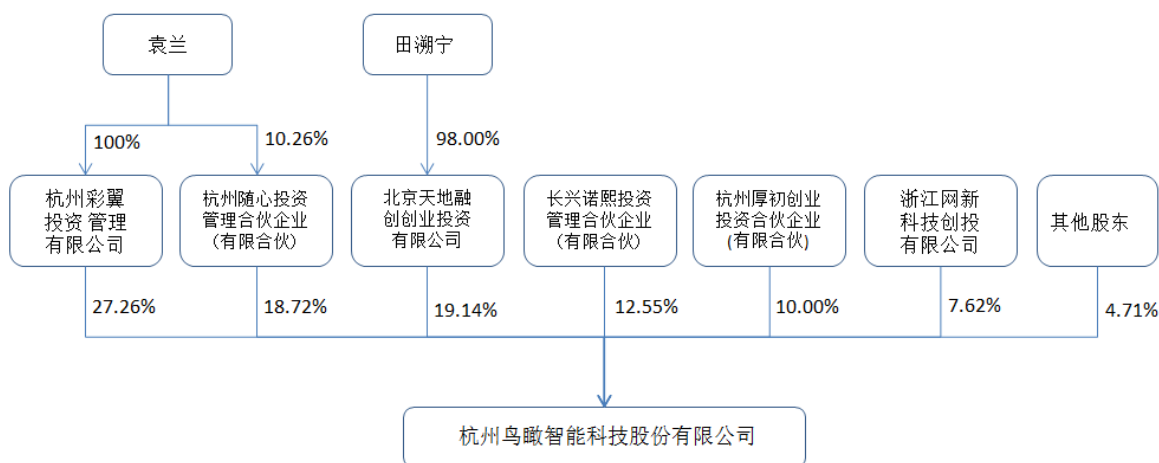 袁兰
田溯宁
100%
10.26%
98.00%
杭州彩翼
投资管理
有限公司
杭州随心投资
管理合伙企业
（有限合伙）
北京天地融
创创业投资
有限公司
长兴诺熙投资
管理合伙企业
（有限合伙）
杭州厚初创业
投资合伙企业
(有限合伙)
浙江网新
科技创投
有限公司
其他股东
27.26%
18.72%
19.14%
12.55%
10.00%
7.62%
4.71%
杭州鸟瞰智能科技股份有限公司